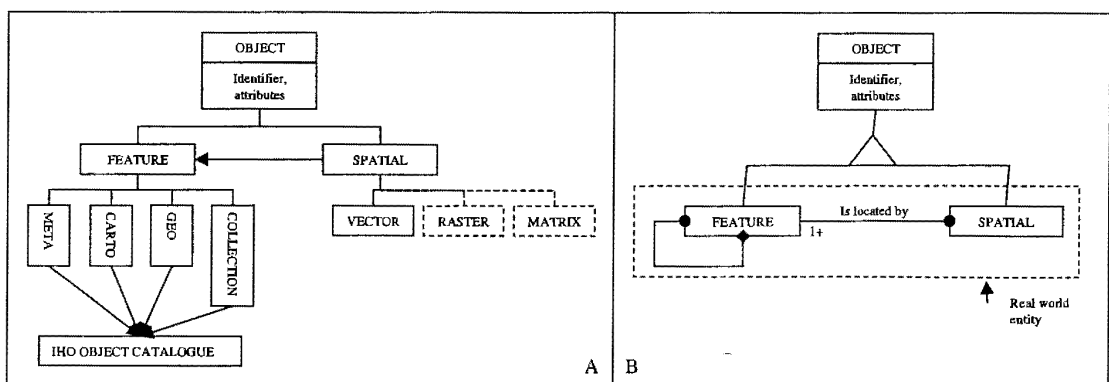 OBJECT
Identifier,
attributes
FEATURE
SPATIAL
META
CARTO
GEO
COLLECTION
VECTOR
RASTER
MATRIX
IHO OBJECT CATALOGUE
A
OBJECT
Identifier,
attributes
FEATURE
Is located by
1+
SPATIAL
Real world
entity
B